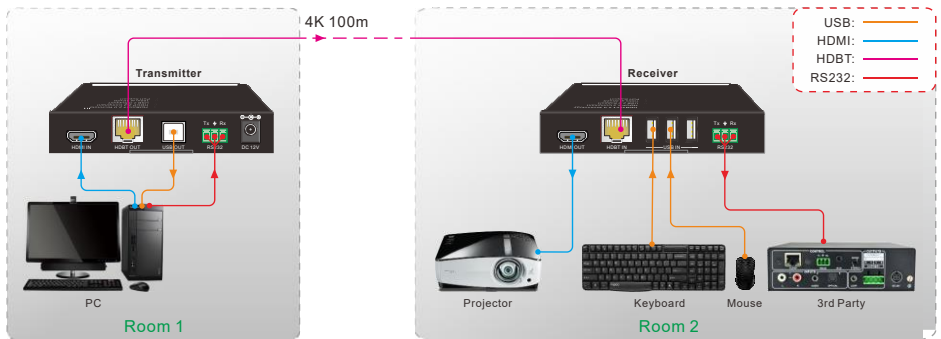 4K 100m
USB:
HDMI:
HDBT:
RS232:
Transmitter
Receiver
Tx Rx
HDMI IN HDBT OUT USB OUT RS232 DC 12V
Tx Rx
HDMI OUT HDBT IN USB IN RS232
PC
Projector Keyboard Mouse 3rd Party
Room 1
Room 2